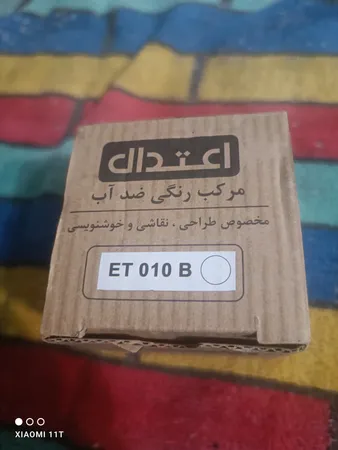 اعتدال
مرکب رنگی ضد آب
مخصوص طراحی ، نقاشی و خوشنویسی
ET 010 B
XIAOMI 11T